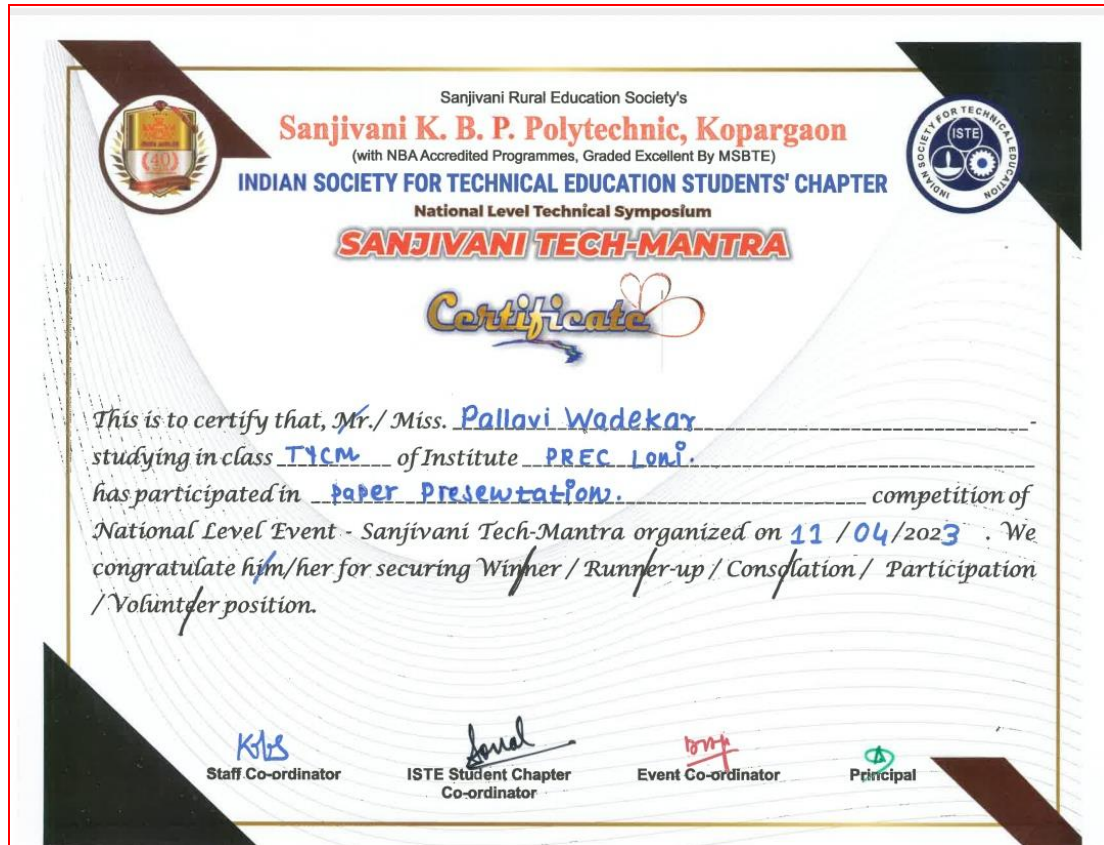 Sanjivani Rural Education Society's
Sanjivani K. B. P. Polytechnic, Kopargaon
(with NBA Accredited Programmes, Graded Excellent By MSBTE)
INDIAN SOCIETY FOR TECHNICAL EDUCATION STUDENTS' CHAPTER
National Level Technical Symposium
SANJIVANI TECH-MANTRA
Certificate
40
INDIAN SOCIETY FOR TECHNICAL EDUCATION
ISTE
This is to certify that, Mr./ Miss. Pallavi Wadekar
studying in class TYCM of Institute PREC Loni.
has participated in paper Presewtatiow. competition of
National Level Event - Sanjivani Tech-Mantra organized on 11 /04/2023 . We
congratulate him/her for securing Winner / Runner-up / Consolation / Participation
/ Volunteer position.
Staff Co-ordinator
ISTE Student Chapter
Co-ordinator
Event Co-ordinator
Principal